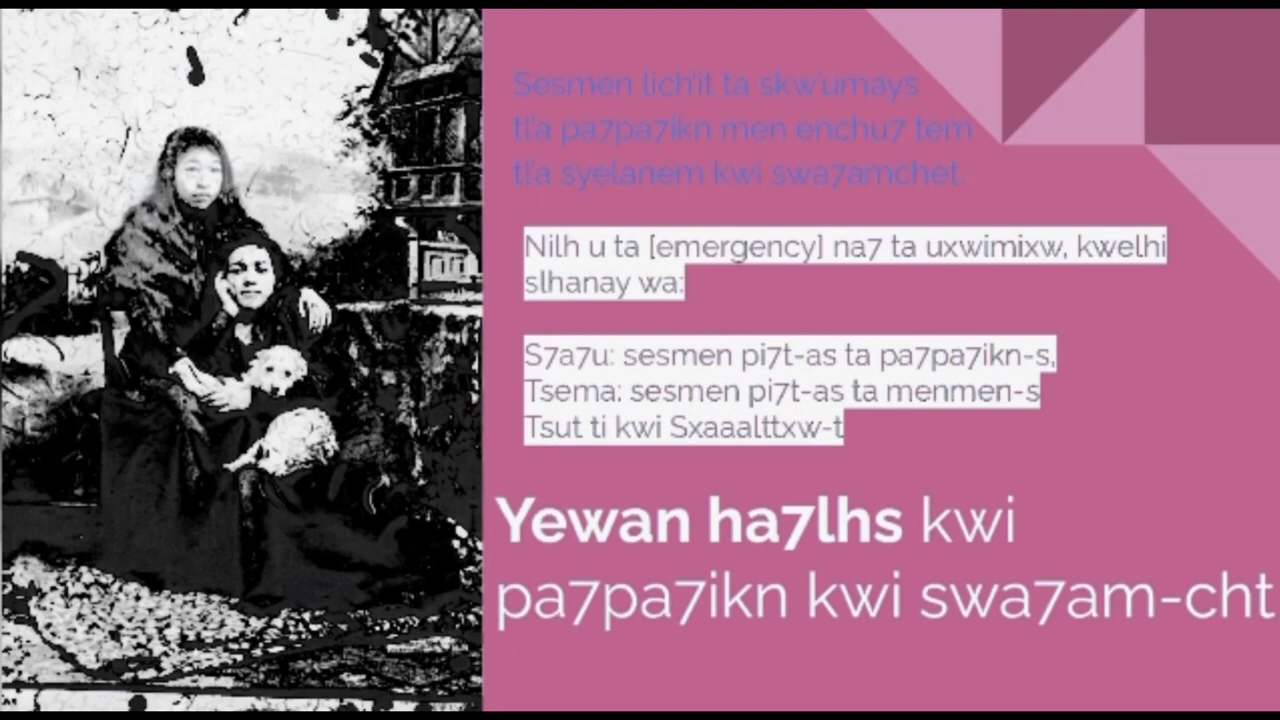 Sesmen lich'it ta skw'umays
tl'a pa7pa7ikn men enchu7 tem
tl'a syelanem kwi swa7amchet.
Nilh u ta [emergency] na7 ta uxwimixw, kwelhi
slhanay wa:
S7a7u: sesmen pi7t-as ta pa7pa7ikn-s,
Tsema: sesmen pi7t-as ta menmen-s
Tsut ti kwi Sxaaalttxw-t
Yewan ha7lhs kwi
pa7pa7ikn kwi swa7am-cht